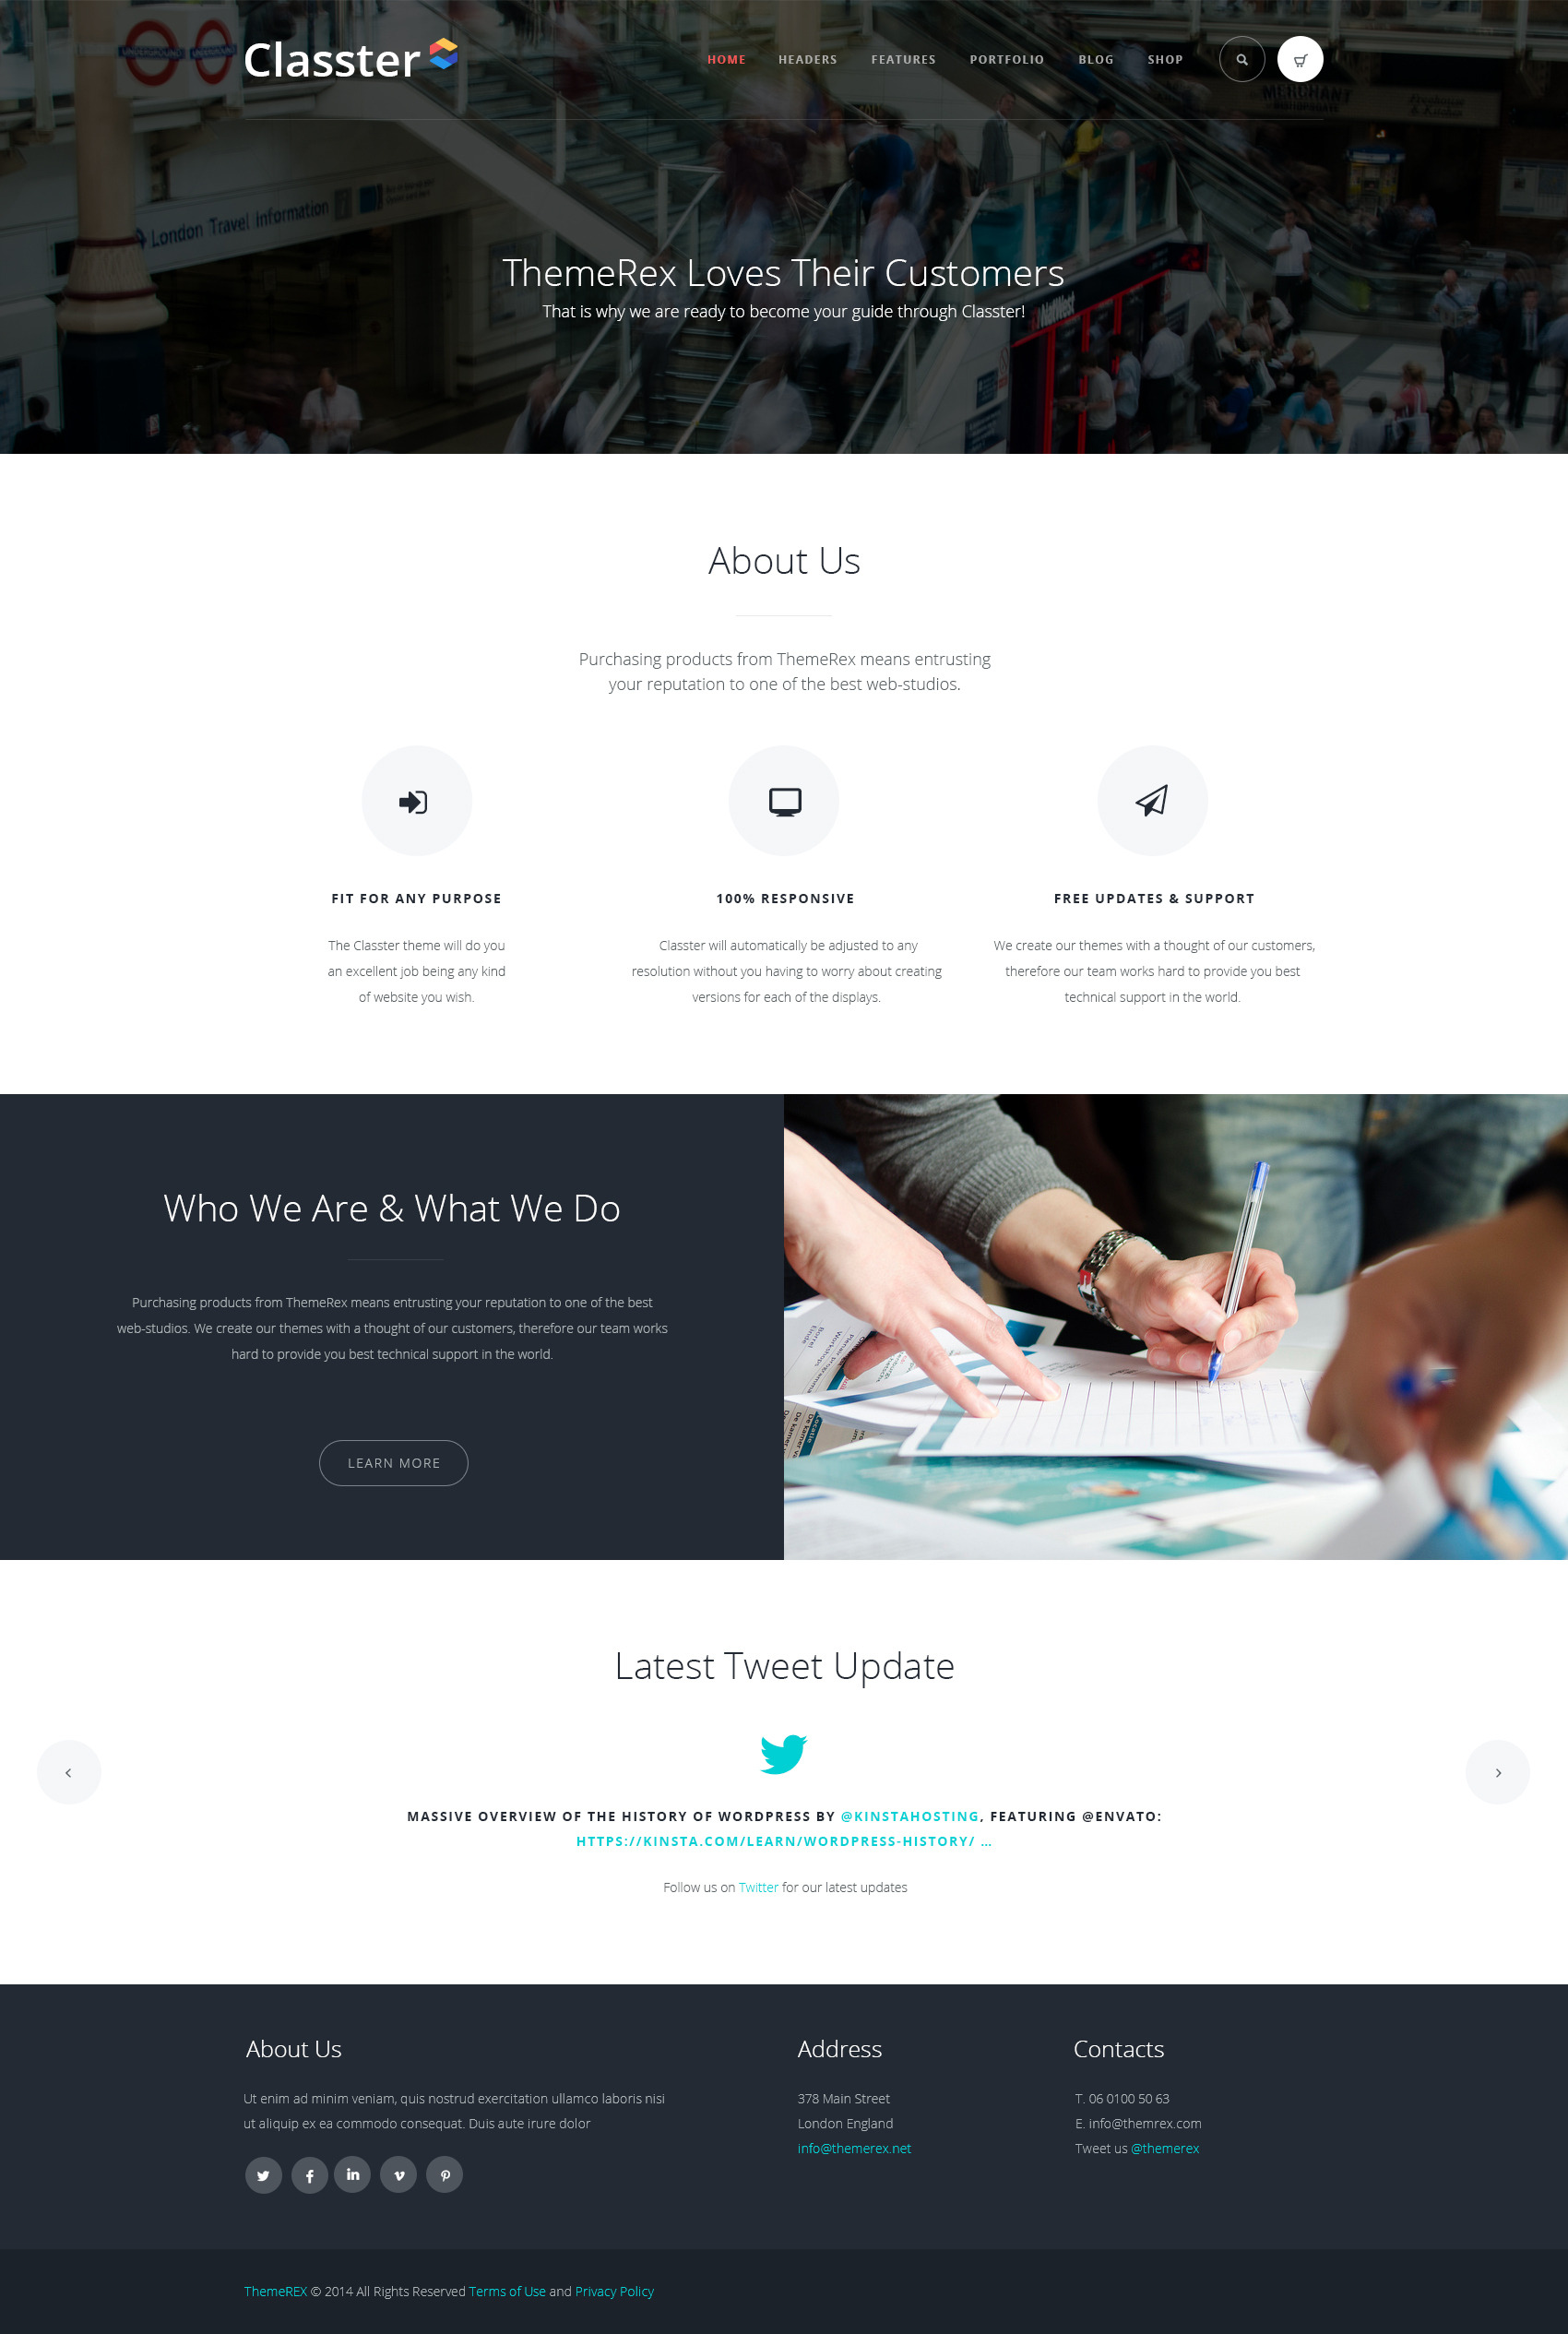 Classter
HOME HEADERS FEATURES PORTFOLIO BLOG SHOP
London Travel Information
ThemeRex Loves Their Customers
That is why we are ready to become your guide through Classter!
About Us
Purchasing products from ThemeRex means entrusting
your reputation to one of the best web-studios.
FIT FOR ANY PURPOSE
The Classter theme will do you
an excellent job being any kind
of website you wish.
100% RESPONSIVE
Classter will automatically be adjusted to any
resolution without you having to worry about creating
versions for each of the displays.
FREE UPDATES & SUPPORT
We create our themes with a thought of our customers,
therefore our team works hard to provide you best
technical support in the world.
Who We Are & What We Do
Purchasing products from ThemeRex means entrusting your reputation to one of the best
web-studios. We create our themes with a thought of our customers, therefore our team works
hard to provide you best technical support in the world.
LEARN MORE
Latest Tweet Update
MASSIVE OVERVIEW OF THE HISTORY OF WORDPRESS BY @KINSTAHOSTING, FEATURING @ENVATO:
HTTPS://KINSTA.COM/LEARN/WORDPRESS-HISTORY/ …
Follow us on Twitter for our latest updates
About Us
Ut enim ad minim veniam, quis nostrud exercitation ullamco laboris nisi
ut aliquip ex ea commodo consequat. Duis aute irure dolor
Address
378 Main Street
London England
info@themerex.net
Contacts
T. 06 0100 50 63
E. info@themrex.com
Tweet us @themerex
ThemeREX © 2014 All Rights Reserved Terms of Use and Privacy Policy